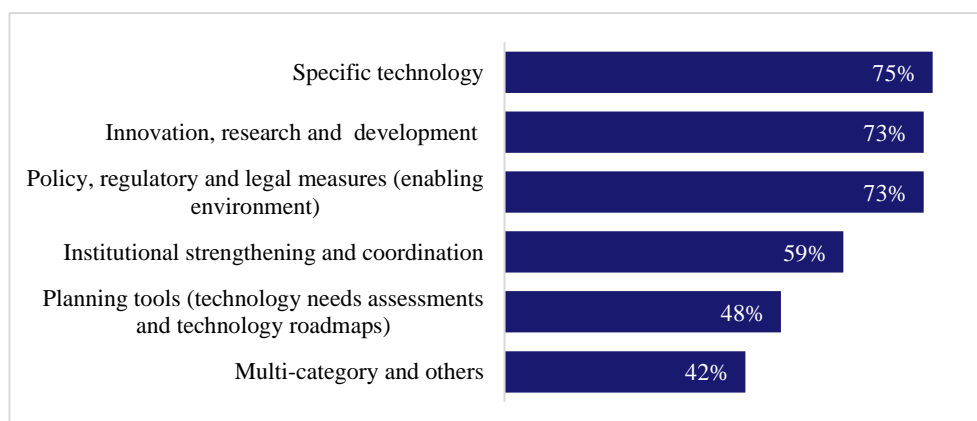 Specific technology
75%
Innovation, research and development
73%
Policy, regulatory and legal measures (enabling
environment)
73%
Institutional strengthening and coordination
59%
Planning tools (technology needs assessments
and technology roadmaps)
48%
Multi-category and others
42%